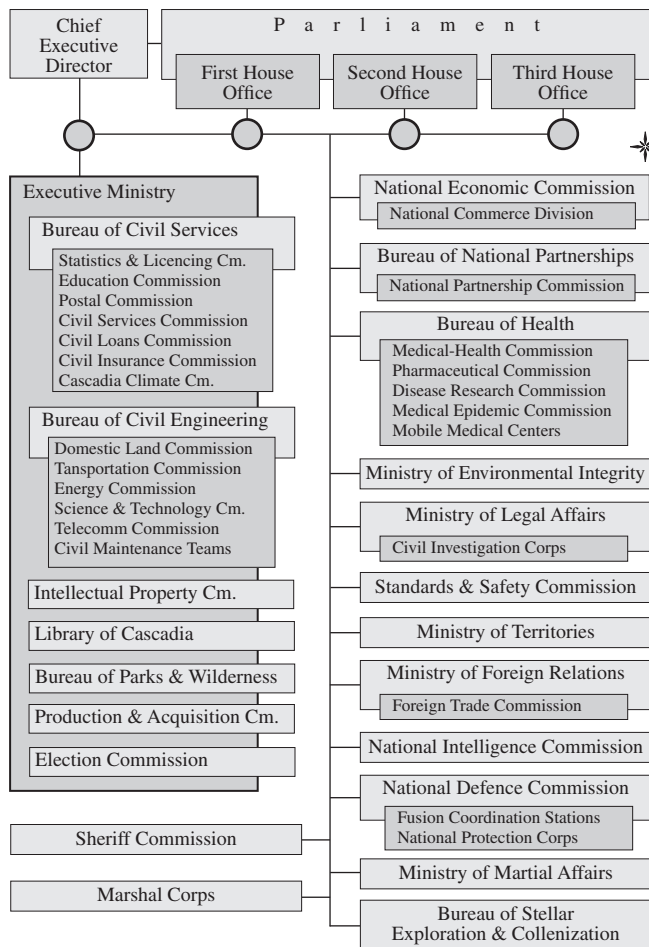 Chief
Executive
Director
Parliament
First House
Office
Second House
Office
Third House
Office
Executive Ministry
Bureau of Civil Services
Statistics & Licencing Cm.
Education Commission
Postal Commission
Civil Services Commission
Civil Loans Commission
Civil Insurance Commission
Cascadia Climate Cm.
Bureau of Civil Engineering
Domestic Land Commission
Tansportation Commission
Energy Commission
Science & Technology Cm.
Telecomm Commission
Civil Maintenance Teams
Intellectual Property Cm.
Library of Cascadia
Bureau of Parks & Wilderness
Production & Acquisition Cm.
Election Commission
Sheriff Commission
Marshal Corps
National Economic Commission
National Commerce Division
Bureau of National Partnerships
National Partnership Commission
Bureau of Health
Medical-Health Commission
Pharmaceutical Commission
Disease Research Commission
Medical Epidemic Commission
Mobile Medical Centers
Ministry of Environmental Integrity
Ministry of Legal Affairs
Civil Investigation Corps
Standards & Safety Commission
Ministry of Territories
Ministry of Foreign Relations
Foreign Trade Commission
National Intelligence Commission
National Defence Commission
Fusion Coordination Stations
National Protection Corps
Ministry of Martial Affairs
Bureau of Stellar
Exploration & Collenization